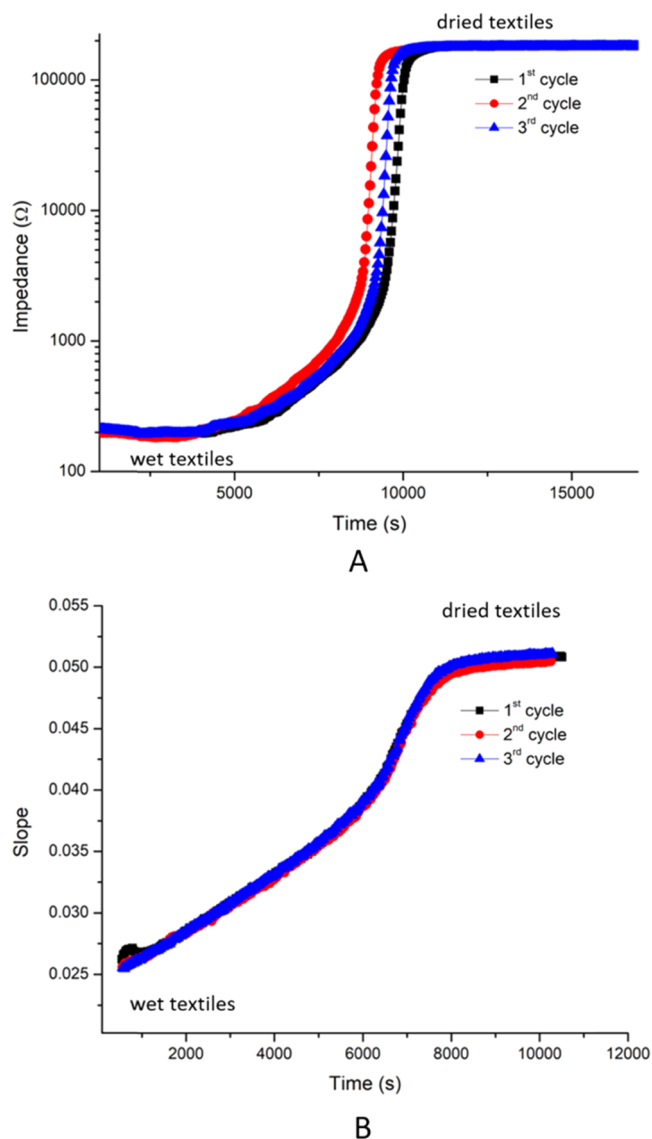 dried textiles
100000
10000
1000
100
Impedance (Ω)
1st cycle
2nd cycle
3rd cycle
wet textiles
5000 10000 15000
Time (s)
A
0.055
0.050
0.045
0.040
0.035
0.030
0.025
Slope
dried textiles
1st cycle
2nd cycle
3rd cycle
wet textiles
2000 4000 6000 8000 10000 12000
Time (s)
B